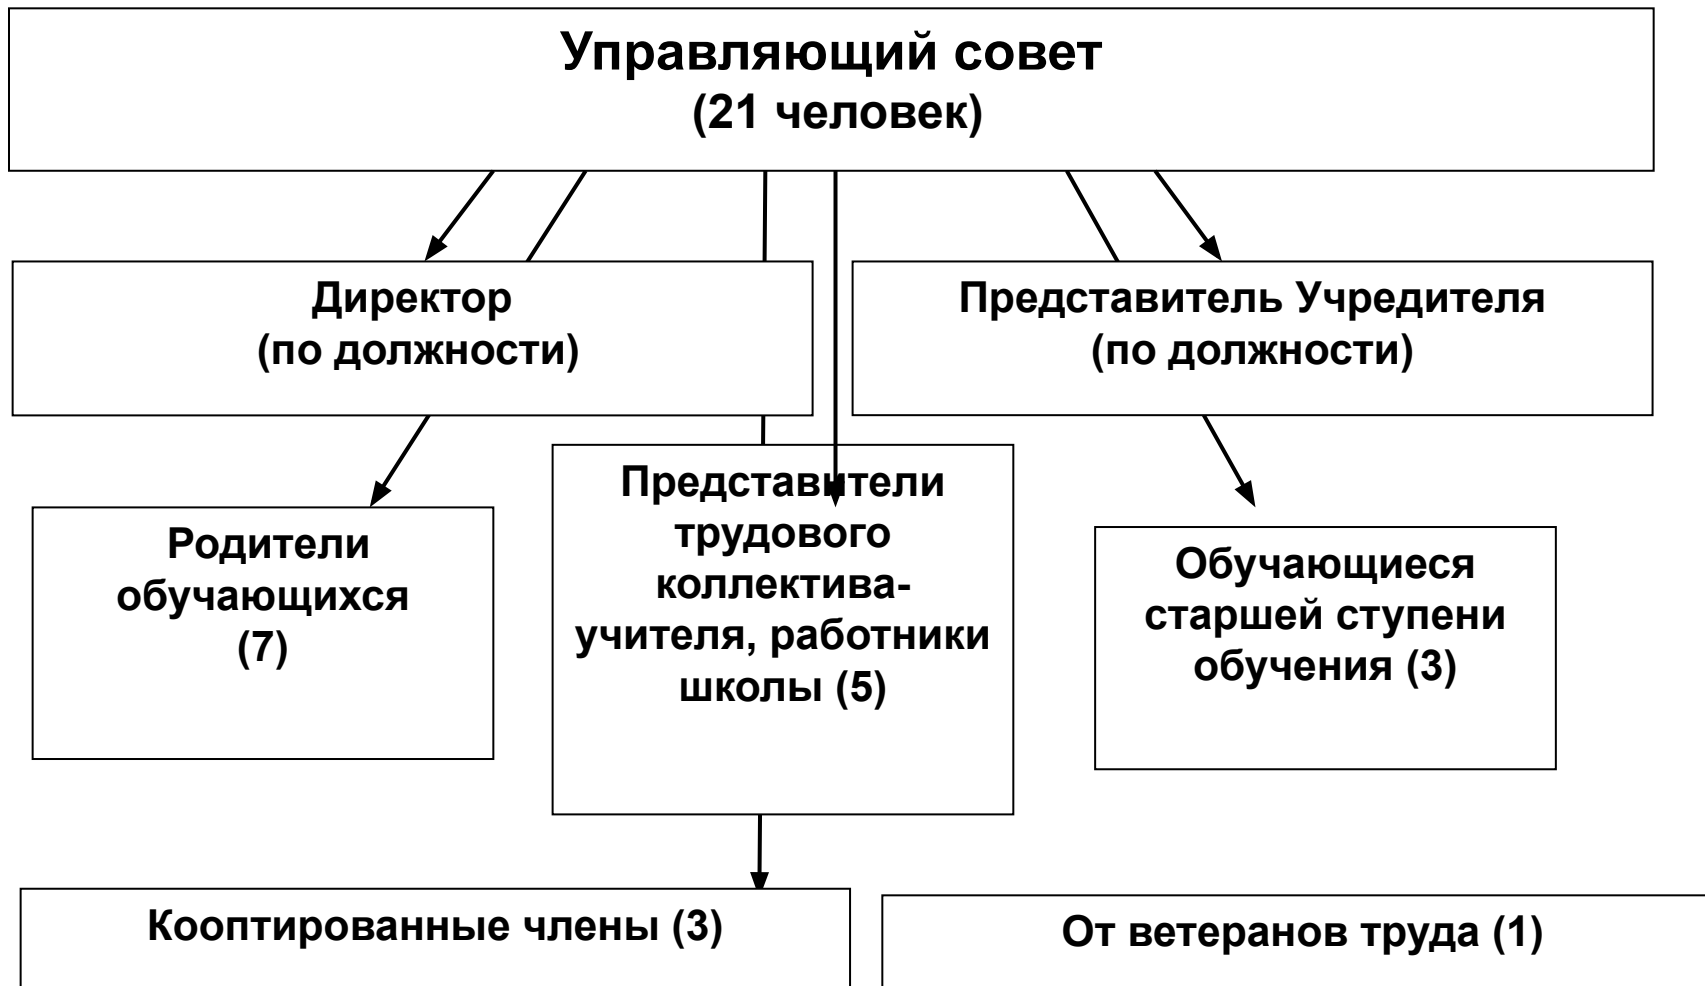 Управляющий совет
(21 человек)
Директор
(по должности)
Представитель Учредителя
(по должности)
Родители
обучающихся
(7)
Представители
трудового
коллектива-
учителя, работники
школы (5)
Обучающиеся
старшей ступени
обучения (3)
Кооптированные члены (3)
От ветеранов труда (1)